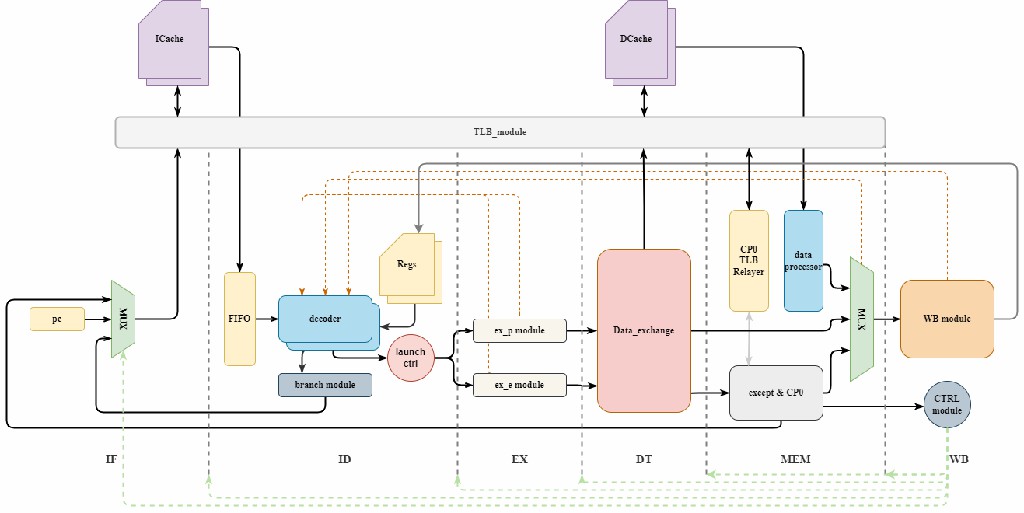 ICache
DCache
TLB_module
pc
MUX
FIFO
decoder
Regs
branch module
launch
ctrl
ex_p module
ex_e module
Data_exchange
CP0
TLB
Relayer
data
processor
except & CP0
MUX
WB module
CTRL
module
IF
ID
EX
DT
MEM
WB